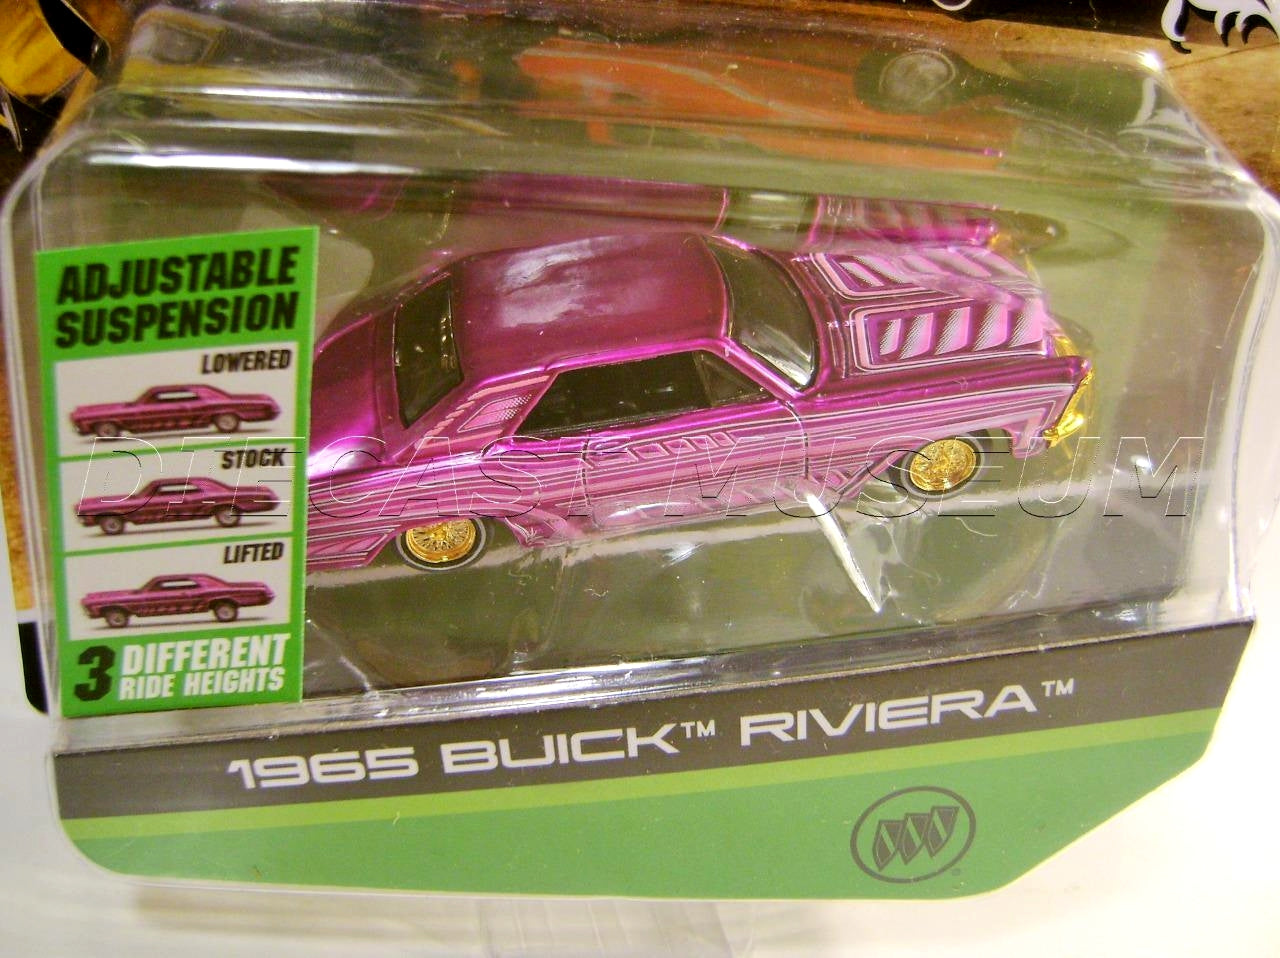 ADJUSTABLE
SUSPENSION
LOWERED
STOCK
LIFTED
3 DIFFERENT
RIDE HEIGHTS
DIECAST MUSEUM
1965 BUICK™ RIVIERA™
®